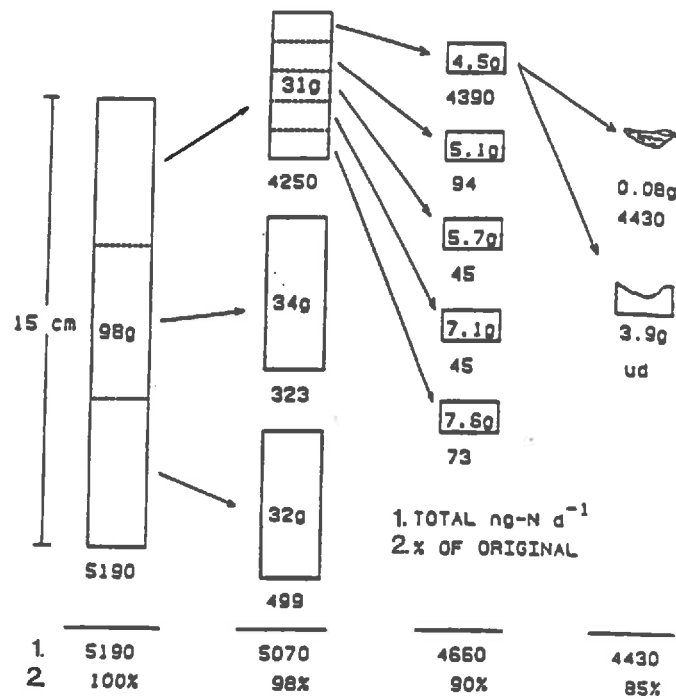 4.5g
31g
4390
5.1g
4250
94
0.08g
4430
5.7g
45
15 cm
98g
34g
7.1g
3.9g
323
45
ud
7.6g
73
32g
1. TOTAL ng-N d⁻¹
2. % OF ORIGINAL
5190
499
1. 5190 5070 4660 4430
2 100% 98% 90% 85%